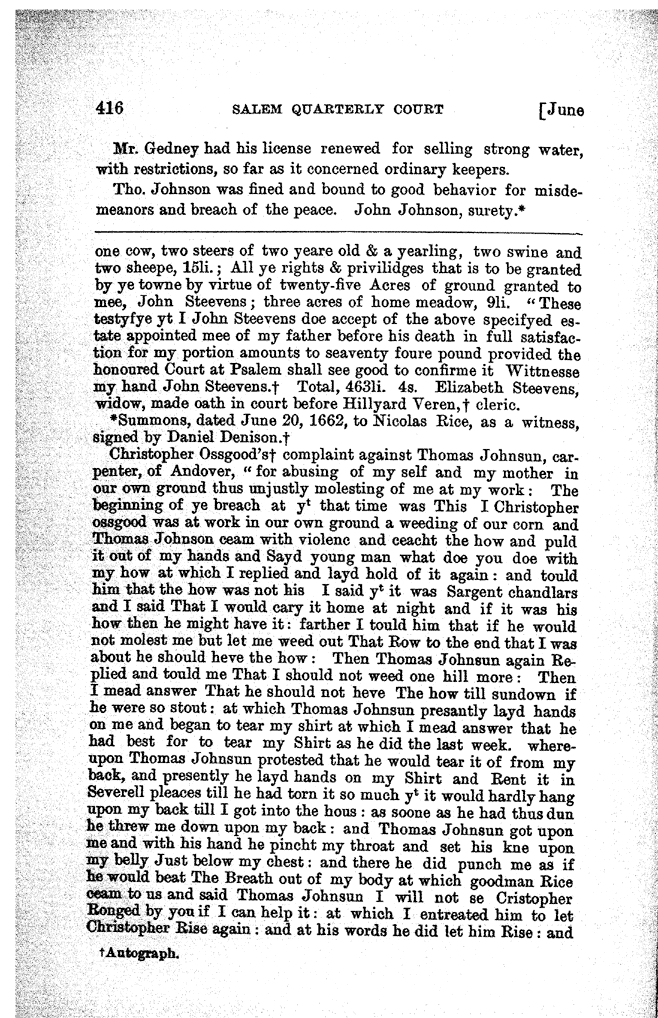 416 SALEM QUARTERLY COURT [June
Mr. Gedney had his license renewed for selling strong water,
with restrictions, so far as it concerned ordinary keepers.
Tho. Johnson was fined and bound to good behavior for misde-
meanors and breach of the peace. John Johnson, surety.*
one cow, two steers of two yeare old & a yearling, two swine and
two sheepe, 15li.; All ye rights & privilidges that is to be granted
by ye towne by virtue of twenty-five Acres of ground granted to
mee, John Steevens; three acres of home meadow, 9li. "These
testyfye yt I John Steevens doe accept of the above specifyed es-
tate appointed mee of my father before his death in full satisfac-
tion for my portion amounts to seaventy foure pound provided the
honoured Court at Psalem shall see good to confirme it Wittnesse
my hand John Steevens.† Total, 463li. 4s. Elizabeth Steevens,
widow, made oath in court before Hillyard Veren,† cleric.
*Summons, dated June 20, 1662, to Nicolas Rice, as a witness,
signed by Daniel Denison.†
Christopher Ossgood's† complaint against Thomas Johnsun, car-
penter, of Andover, "for abusing of my self and my mother in
our own ground thus unjustly molesting of me at my work: The
beginning of ye breach at yᵗ that time was This I Christopher
ossgood was at work in our own ground a weeding of our corn and
Thomas Johnson ceam with violenc and ceacht the how and puld
it out of my hands and Sayd young man what doe you doe with
my how at which I replied and layd hold of it again: and tould
him that the how was not his I said yᵗ it was Sargent chandlars
and I said That I would cary it home at night and if it was his
how then he might have it: farther I tould him that if he would
not molest me but let me weed out That Row to the end that I was
about he should heve the how: Then Thomas Johnsun again Re-
plied and tould me That I should not weed one hill more: Then
I mead answer That he should not heve The how till sundown if
he were so stout: at which Thomas Johnsun presantly layd hands
on me and began to tear my shirt at which I mead answer that he
had best for to tear my Shirt as he did the last week. where-
upon Thomas Johnsun protested that he would tear it of from my
back, and presently he layd hands on my Shirt and Rent it in
Severell pleaces till he had torn it so much yᵗ it would hardly hang
upon my back till I got into the hous: as soone as he had thus dun
he threw me down upon my back: and Thomas Johnsun got upon
me and with his hand he pincht my throat and set his kne upon
my belly Just below my chest: and there he did punch me as if
he would beat The Breath out of my body at which goodman Rice
ceam to us and said Thomas Johnsun I will not se Cristopher
Ronged by you if I can help it: at which I entreated him to let
Christopher Rise again: and at his words he did let him Rise: and
†Autograph.